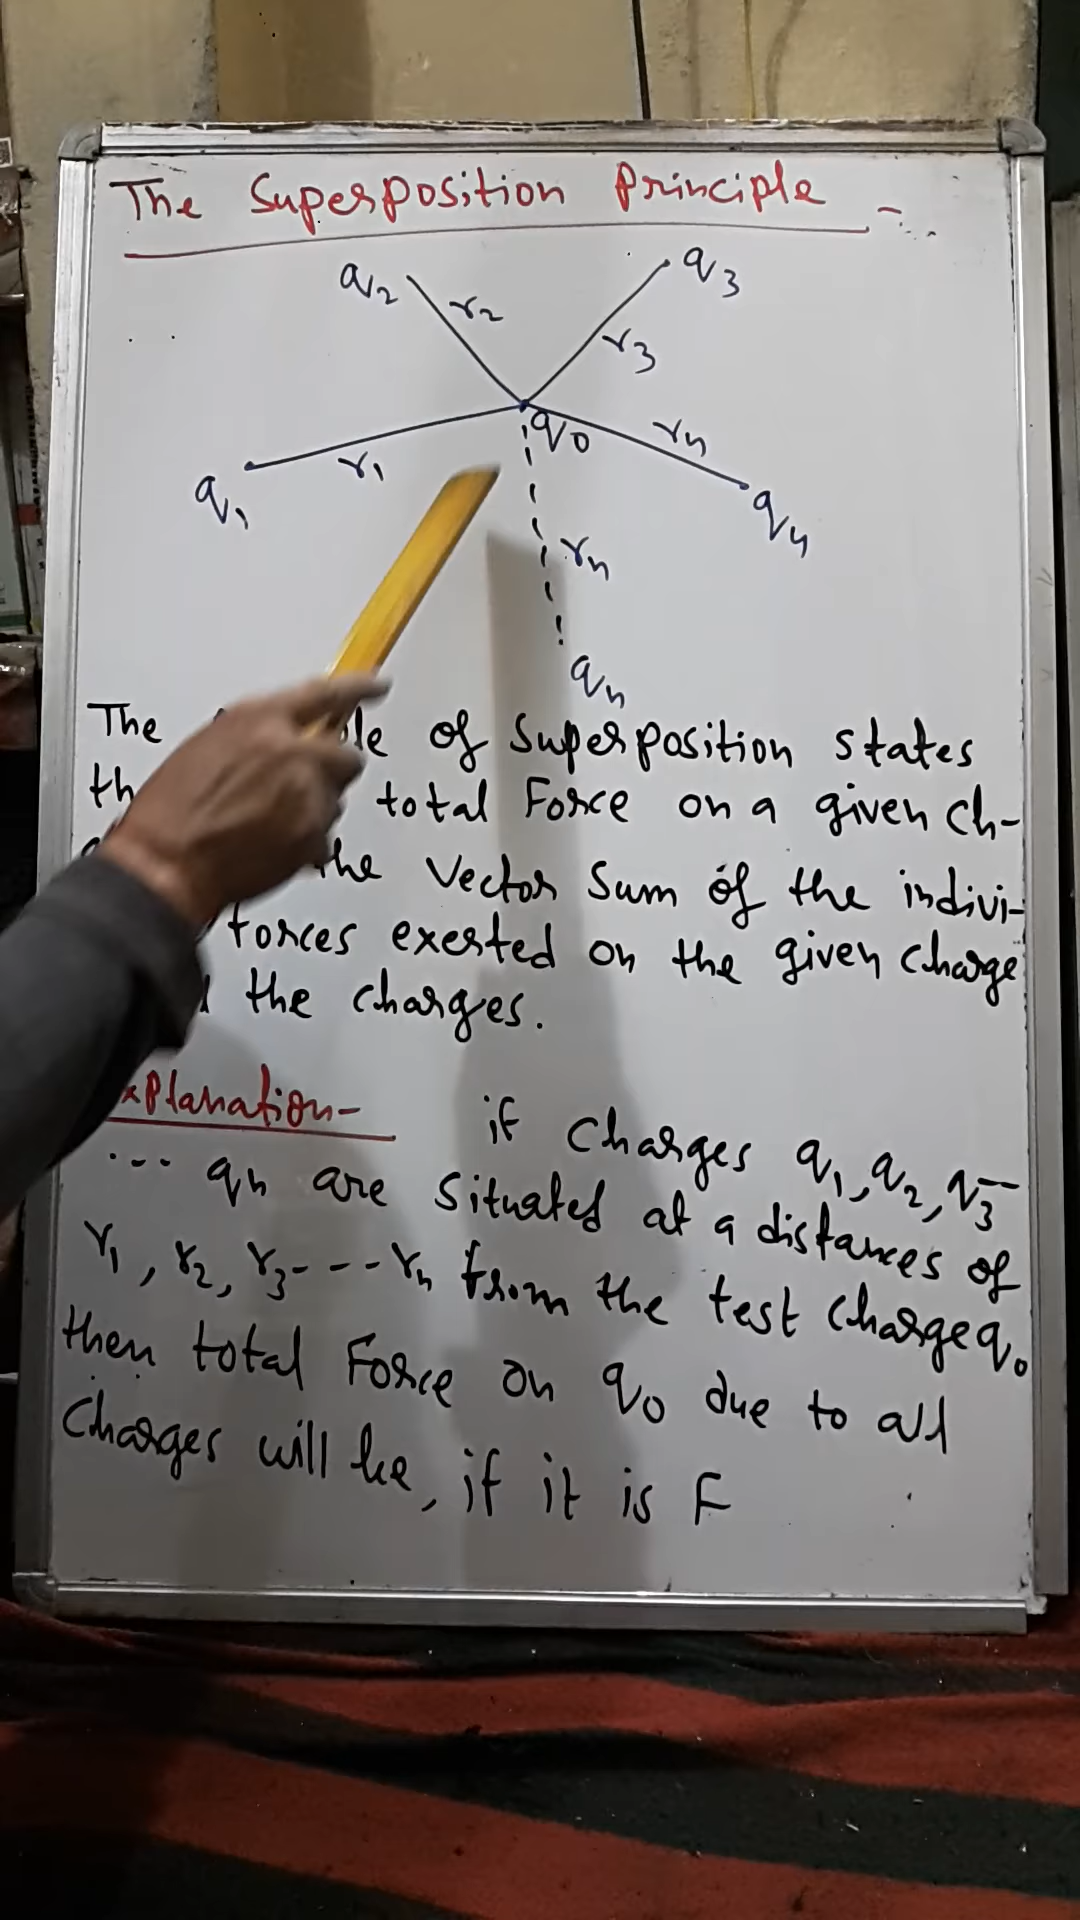 The Superposition Principle -
q2 r2 q3
r3
q0 r4
q1 r1 q4
rn
qn
The of Superposition states
total Force on a given ch-
the Vector Sum of the indivi-
forces exerted on the given charge
the charges.
xplanation- if Charges q1, q2, q3-
--- qn are Situated at a distances of
r1, r2, r3---rn from the test charge q0
then total Force on q0 due to all
Charges will be, if it is F